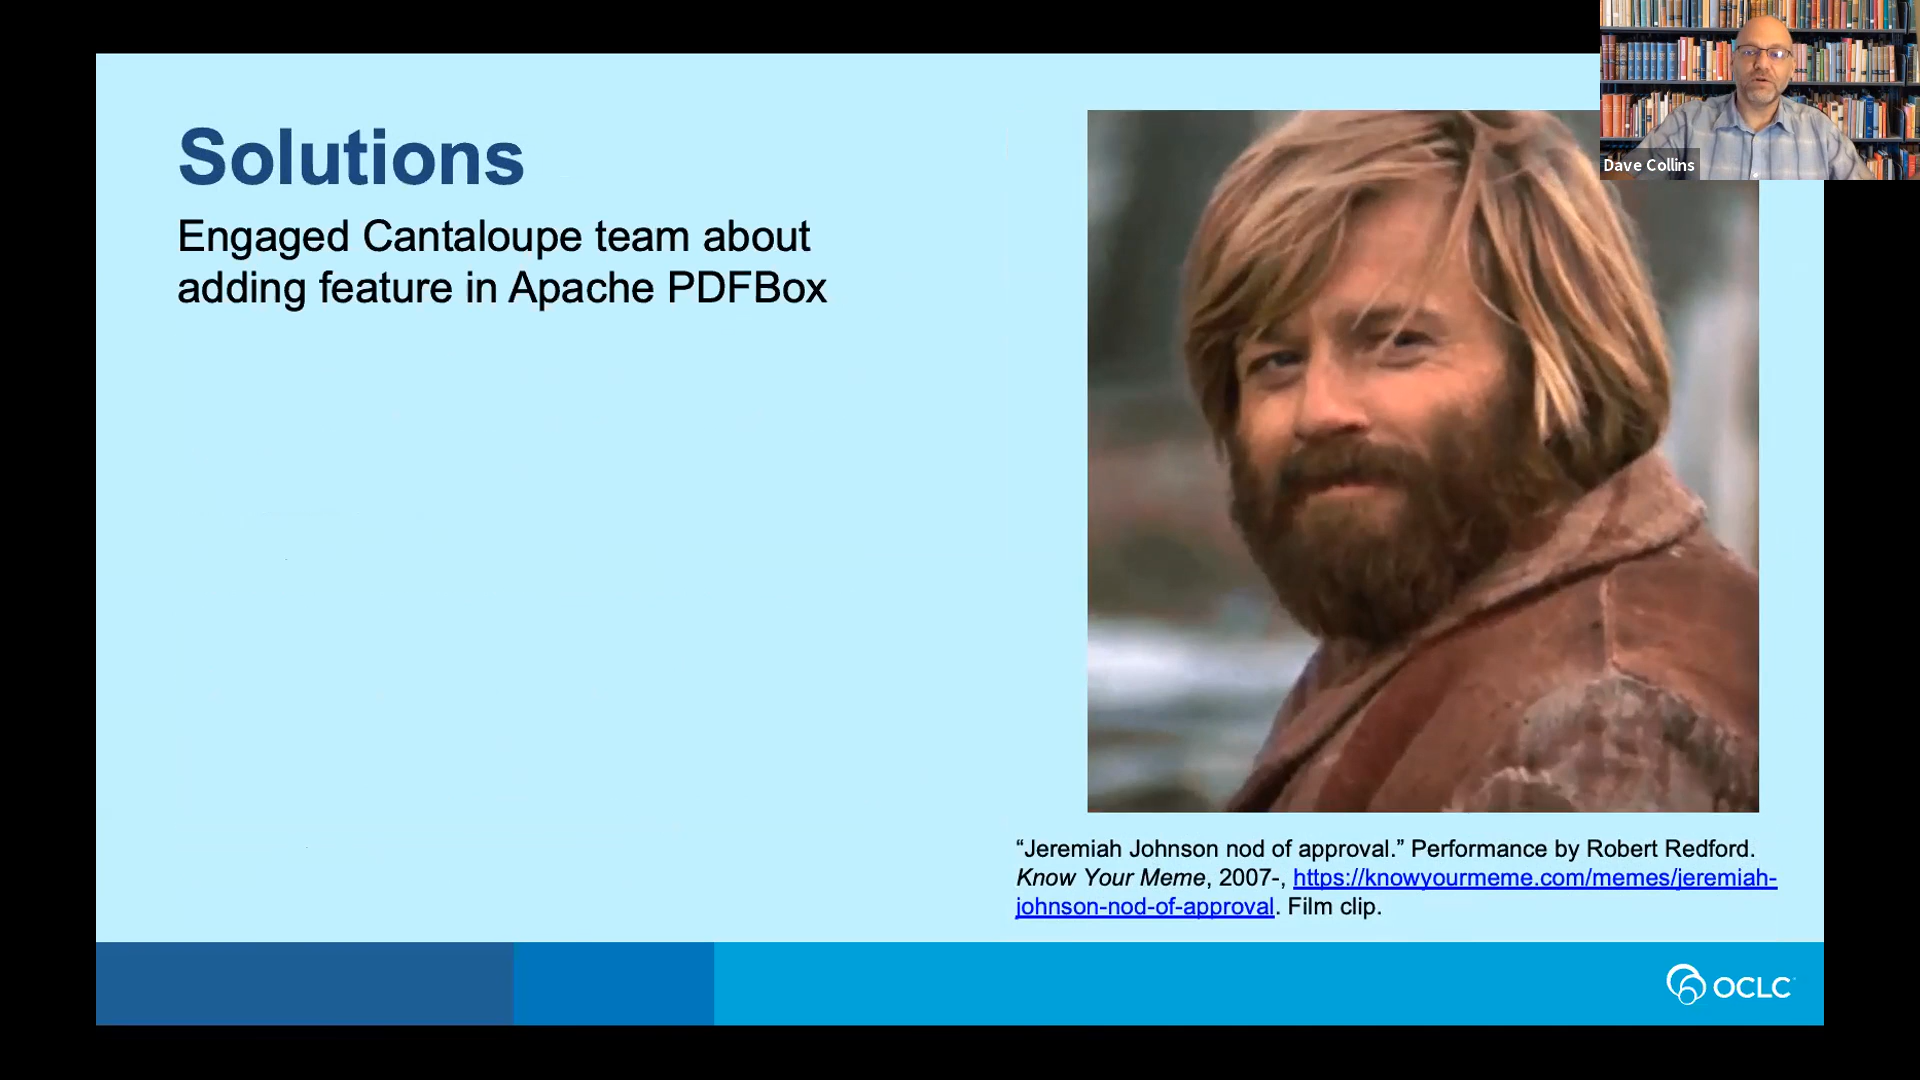 Dave Collins
Solutions
Engaged Cantaloupe team about
adding feature in Apache PDFBox
“Jeremiah Johnson nod of approval.” Performance by Robert Redford.
Know Your Meme, 2007-, https://knowyourmeme.com/memes/jeremiah-
johnson-nod-of-approval. Film clip.
OCLC